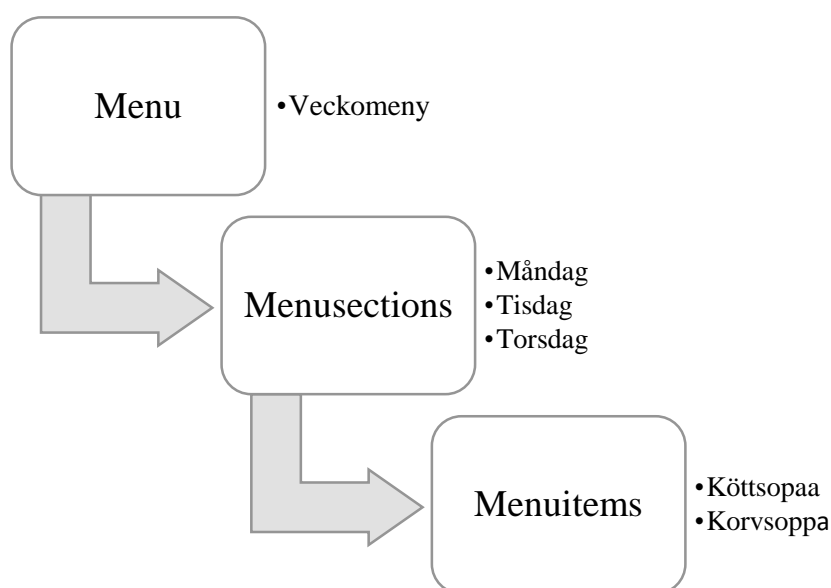 Menu
•Veckomeny
Menusections
•Måndag
•Tisdag
•Torsdag
Menuitems
•Köttsopaa
•Korvsoppa